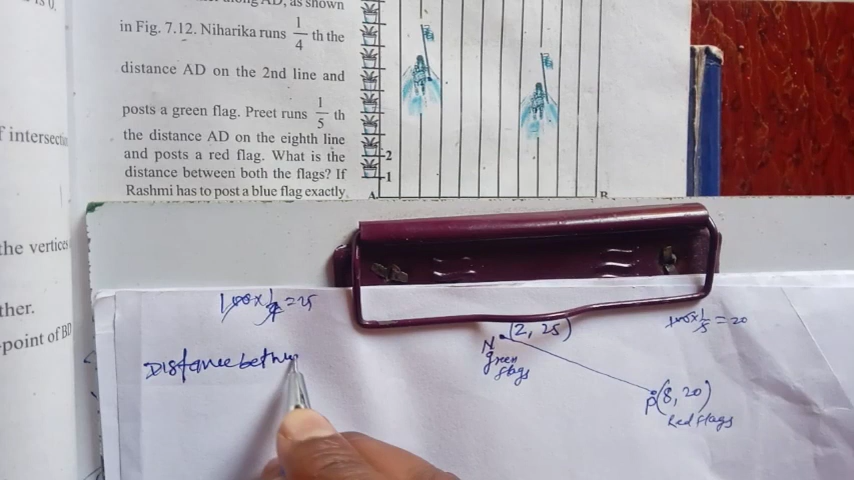 in Fig. 7.12. Niharika runs 1/4 th the
distance AD on the 2nd line and
posts a green flag. Preet runs 1/5 th
the distance AD on the eighth line
and posts a red flag. What is the
distance between both the flags? If
Rashmi has to post a blue flag exactly
2
1
A
B
the vertices
ther.
-point of BD
100×1/4=25
Distance betw
N (2, 25)
green
flags
100×1/5=20
P(8, 20)
Red flags